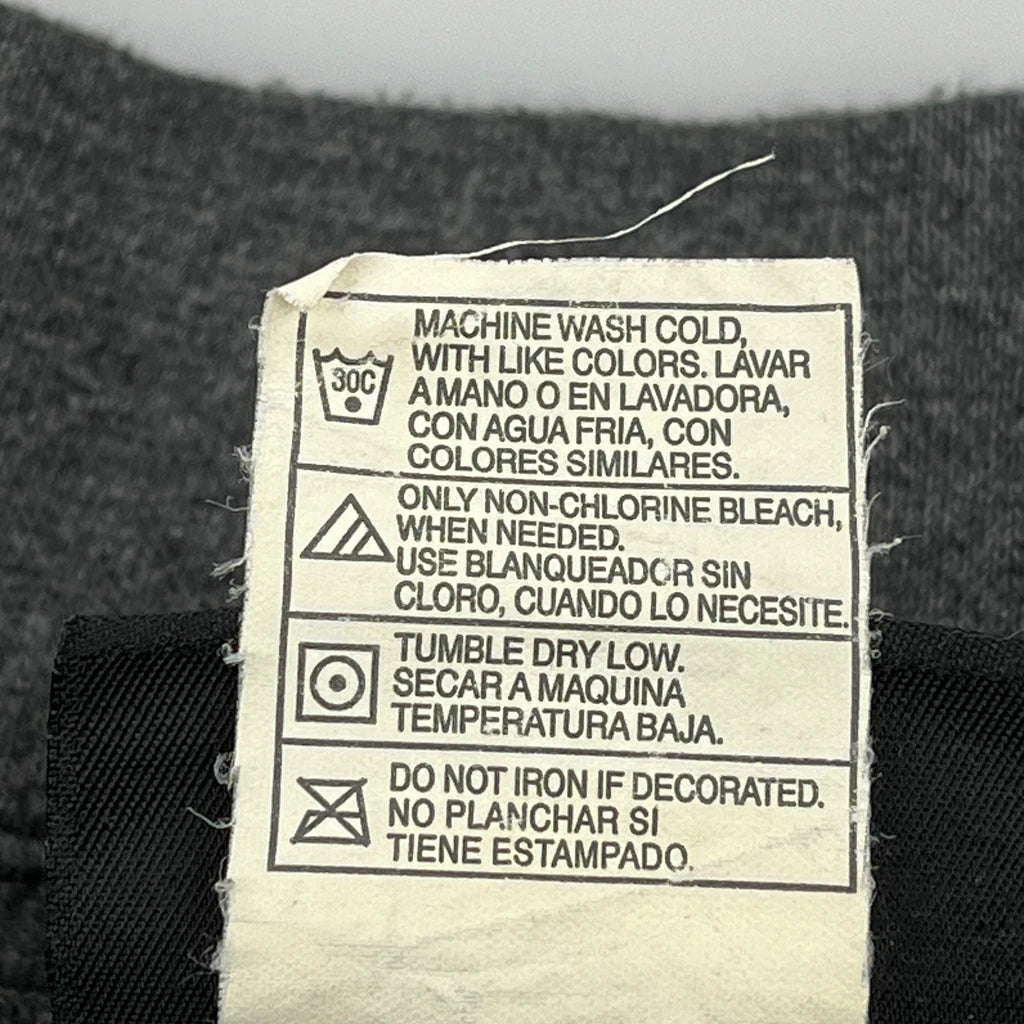 30C
MACHINE WASH COLD,
WITH LIKE COLORS. LAVAR
A MANO O EN LAVADORA,
CON AGUA FRIA, CON
COLORES SIMILARES.
ONLY NON-CHLORINE BLEACH,
WHEN NEEDED.
USE BLANQUEADOR SIN
CLORO, CUANDO LO NECESITE.
TUMBLE DRY LOW.
SECAR A MAQUINA
TEMPERATURA BAJA.
DO NOT IRON IF DECORATED.
NO PLANCHAR SI
TIENE ESTAMPADO.